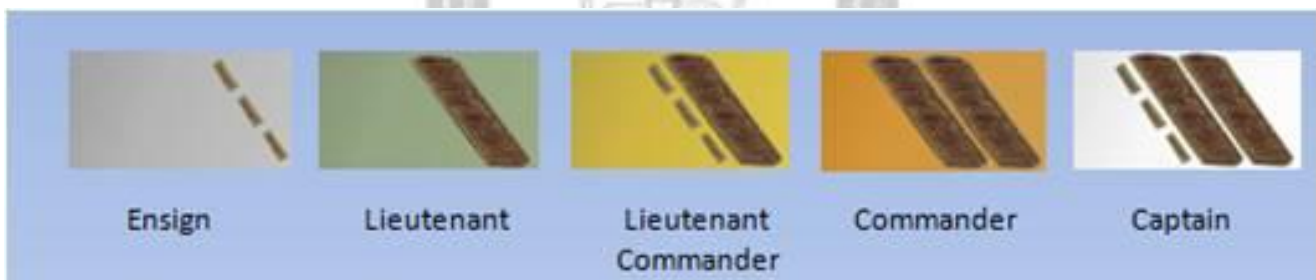 Ensign
Lieutenant
Lieutenant
Commander
Commander
Captain